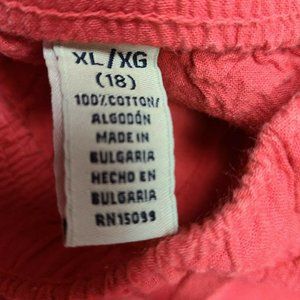 XL/XG
(18)
100% COTTON/
ALGODÓN
MADE IN
BULGARIA
HECHO EN
BULGARIA
RN15099